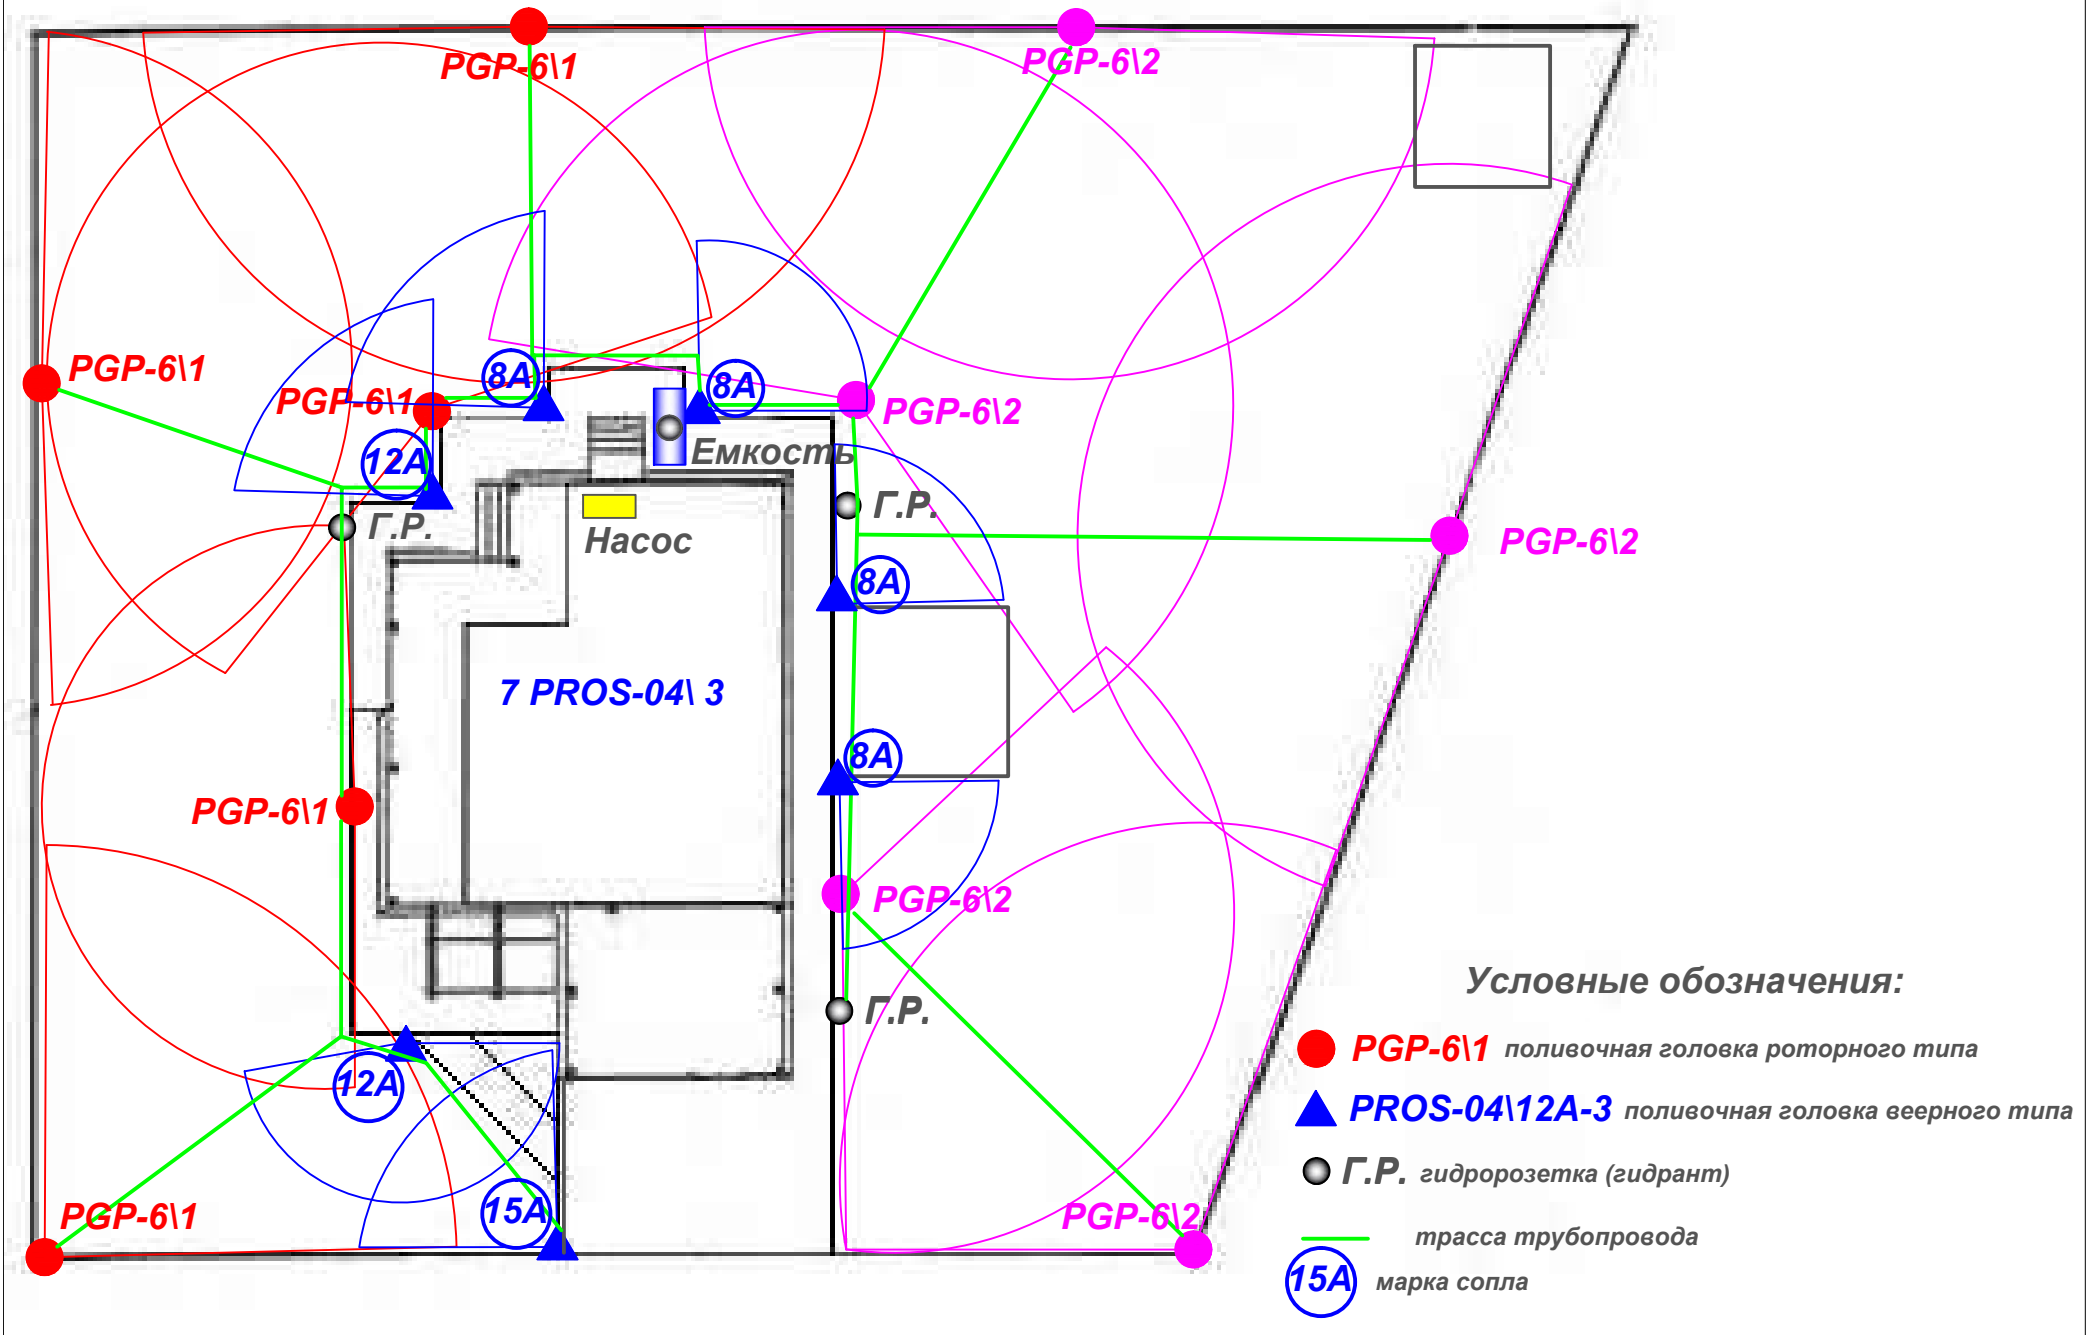 PGP-6\1
PGP-6\2
PGP-6\1
8A
8A
PGP-6\1
PGP-6\2
12A
Емкость
Г.Р.
Г.Р.
Насос
PGP-6\2
8A
7 PROS-04\ 3
8A
PGP-6\1
PGP-6\2
Г.Р.
12A
15A
PGP-6\1
PGP-6\2
Условные обозначения:
PGP-6\1 поливочная головка роторного типа
PROS-04\12A-3 поливочная головка веерного типа
Г.Р. гидророзетка (гидрант)
трасса трубопровода
15A марка сопла